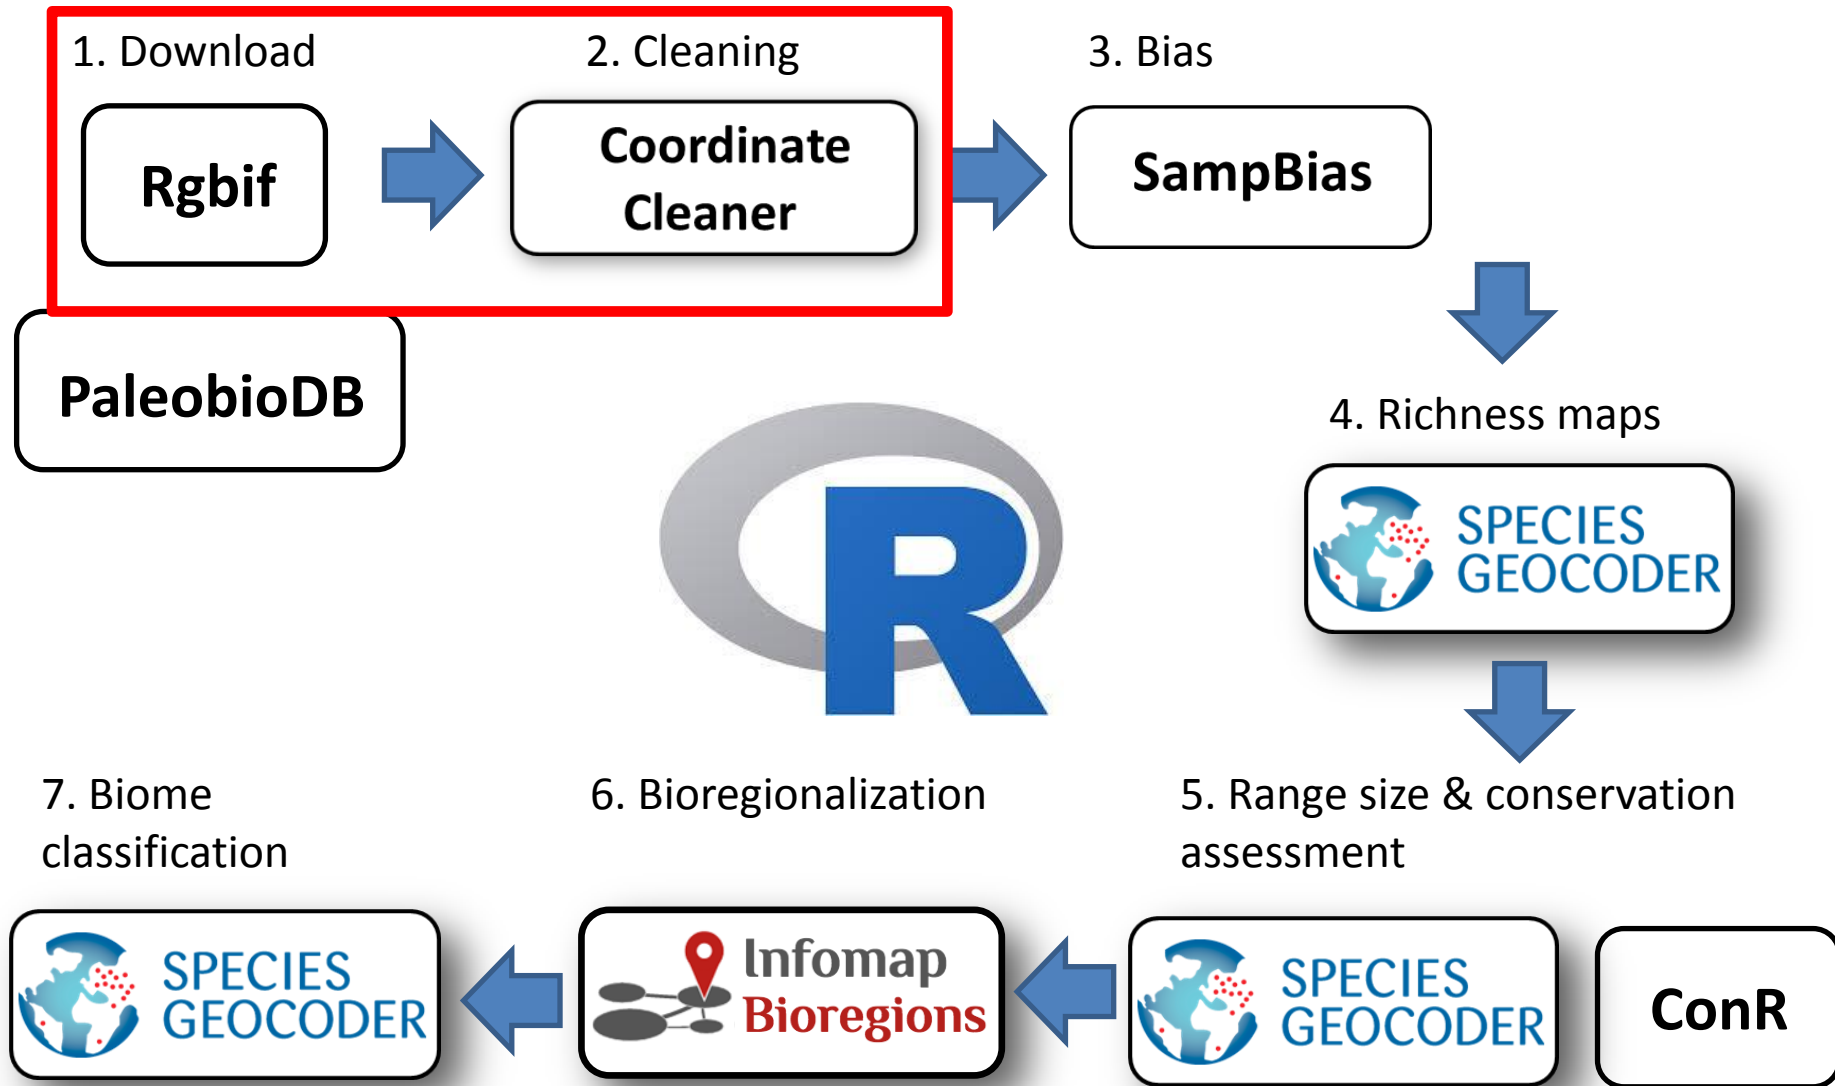 1. Download
Rgbif
PaleobioDB
2. Cleaning
Coordinate
Cleaner
3. Bias
SampBias
4. Richness maps
SPECIES
GEOCODER
R
5. Range size & conservation
assessment
SPECIES
GEOCODER
ConR
6. Bioregionalization
Infomap
Bioregions
7. Biome
classification
SPECIES
GEOCODER